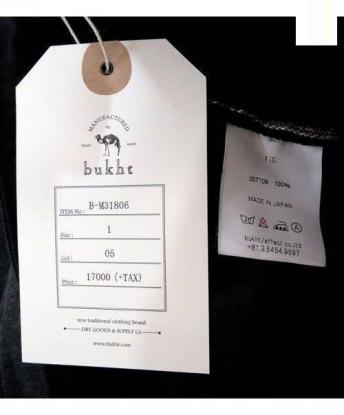 MANUFACTURED
by
TRADE MARK
bukht
ITEM No : B-M31806
Size : 1
Col : 05
Price : 17000 (+TAX)
new traditional clothing brand
DRY GOODS & SUPPLY Co
www.bukht.com
1(S)
COTTON 100%
MADE IN JAPAN
A
bukht/effect co.,ltd
+81.3.5454.9597